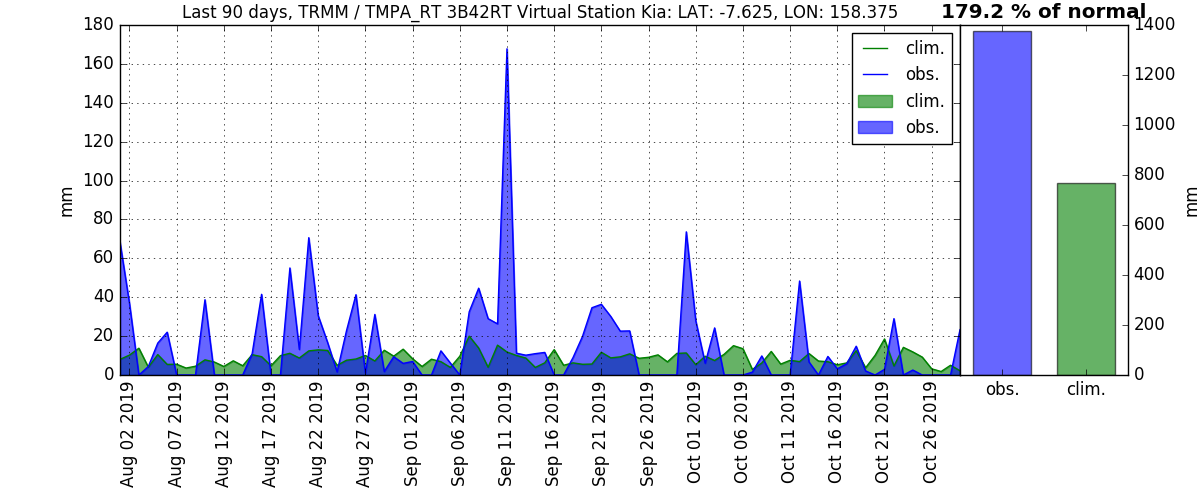 Last 90 days, TRMM / TMPA_RT 3B42RT Virtual Station Kia: LAT: -7.625, LON: 158.375
179.2 % of normal
180
160
140
120
100
80
60
40
20
0
mm
clim.
obs.
clim.
obs.
Aug 02 2019
Aug 07 2019
Aug 12 2019
Aug 17 2019
Aug 22 2019
Aug 27 2019
Sep 01 2019
Sep 06 2019
Sep 11 2019
Sep 16 2019
Sep 21 2019
Sep 26 2019
Oct 01 2019
Oct 06 2019
Oct 11 2019
Oct 16 2019
Oct 21 2019
Oct 26 2019
1400
1200
1000
800
600
400
200
0
mm
obs.
clim.